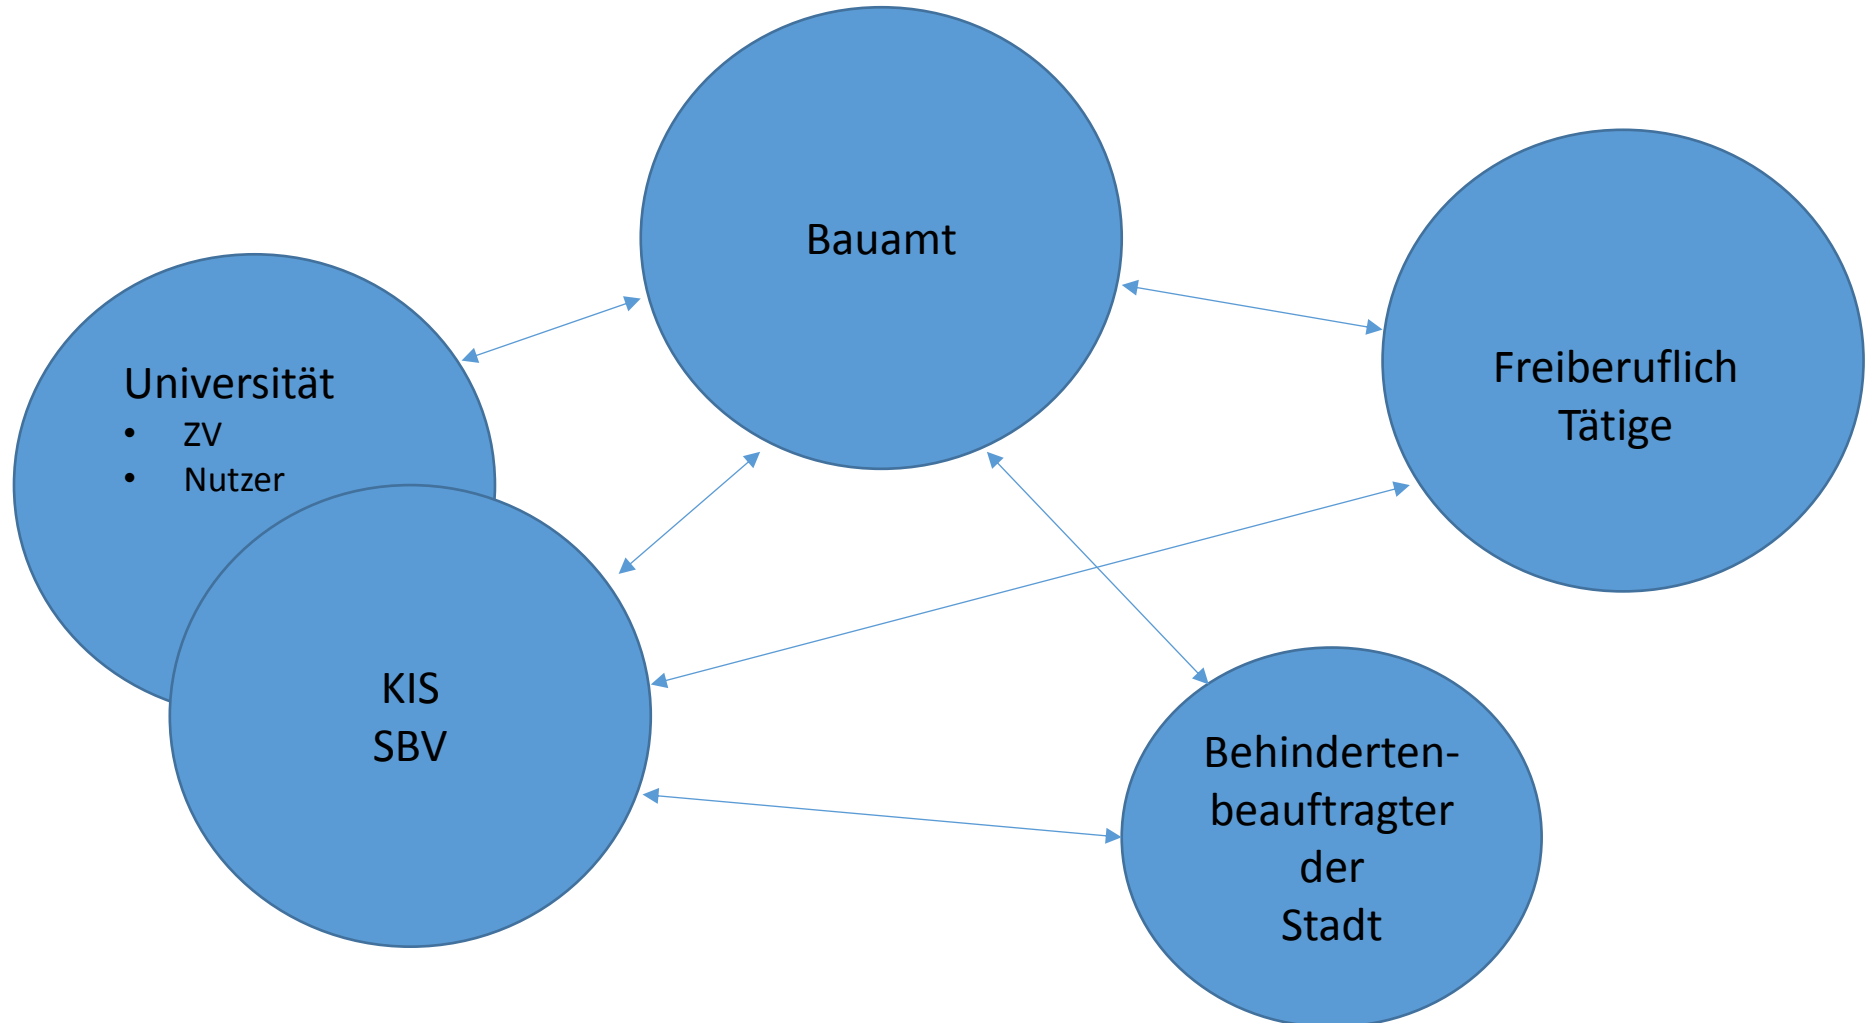 Bauamt
Universität
• ZV
• Nutzer
Freiberuflich
Tätige
KIS
SBV
Behinderten-
beauftragter
der
Stadt